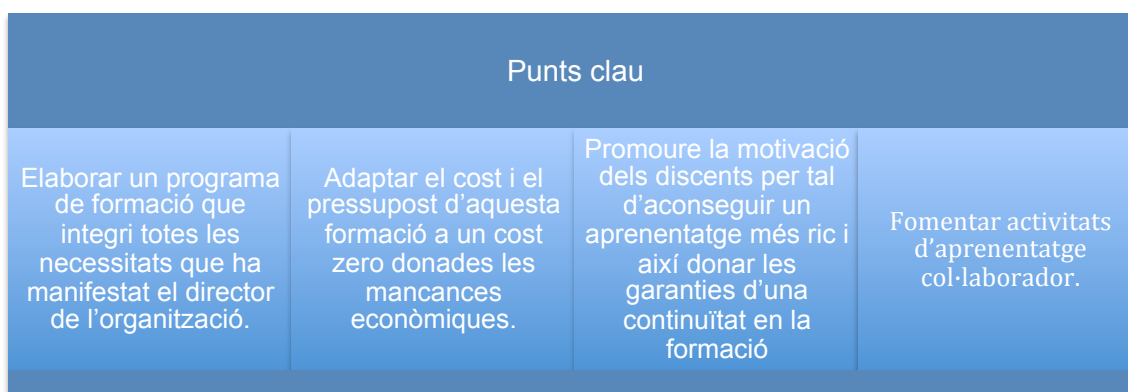 Punts clau
Elaborar un programa
de formació que
integri totes les
necessitats que ha
manifestat el director
de l’organització.
Adaptar el cost i el
pressupost d’aquesta
formació a un cost
zero donades les
mancances
econòmiques.
Promoure la motivació
dels discents per tal
d’aconseguir un
aprenentatge més ric i
així donar les
garanties d’una
continuïtat en la
formació
Fomentar activitats
d’aprenentatge
col·laborador.